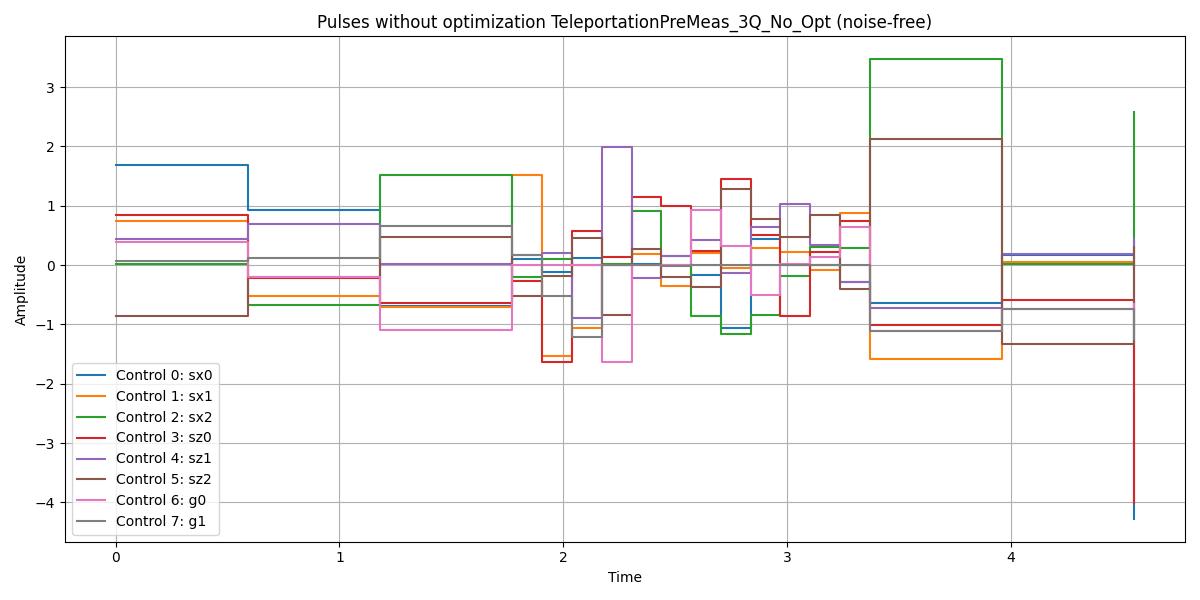 Pulses without optimization TeleportationPreMeas_3Q_No_Opt (noise-free)
3
2
1
0
−1
−2
−3
−4
Amplitude
Control 0: sx0
Control 1: sx1
Control 2: sx2
Control 3: sz0
Control 4: sz1
Control 5: sz2
Control 6: g0
Control 7: g1
0
1
2
3
4
Time